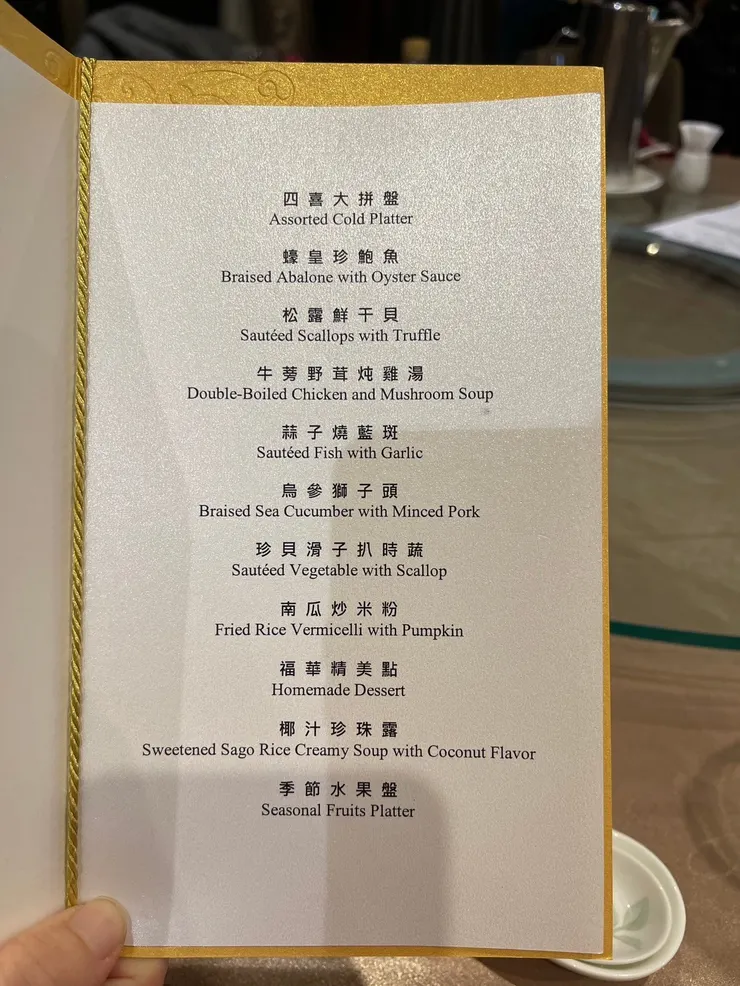 四喜大拼盤
Assorted Cold Platter
蠔皇珍鮑魚
Braised Abalone with Oyster Sauce
松露鮮干貝
Sautéed Scallops with Truffle
牛蒡野茸炖雞湯
Double-Boiled Chicken and Mushroom Soup
蒜子燒藍斑
Sautéed Fish with Garlic
烏參獅子頭
Braised Sea Cucumber with Minced Pork
珍貝滑子扒時蔬
Sautéed Vegetable with Scallop
南瓜炒米粉
Fried Rice Vermicelli with Pumpkin
福華精美點
Homemade Dessert
椰汁珍珠露
Sweetened Sago Rice Creamy Soup with Coconut Flavor
季節水果盤
Seasonal Fruits Platter